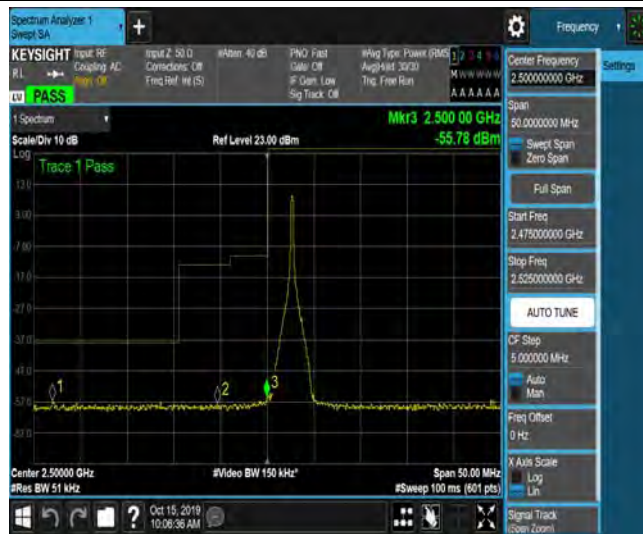 Spectrum Analyzer 1
Swept SA
Frequency
KEYSIGHT
RL
Input: RF
Coupling: AC
Align: Off
Input Z: 50 Ω
Corrections: Off
Freq Ref: Int (S)
#Atten: 40 dB
PNO: Fast
Gate: Off
IF Gain: Low
Sig Track: Off
#Avg Type: Power (RMS
Avg|Hold: 30/30
Trig: Free Run
1 2 3 4 5 6
M W W W W W
A A A A A A
LV PASS
1 Spectrum
Scale/Div 10 dB
Ref Level 23.00 dBm
Mkr3 2.500 00 GHz
-55.78 dBm
Log
Trace 1 Pass
13.0
3.00
-7.00
-17.0
-27.0
-37.0
-47.0
-57.0
-67.0
1
2
3
Center 2.50000 GHz
#Video BW 150 kHz*
Span 50.00 MHz
#Res BW 51 kHz
#Sweep 100 ms (601 pts)
Oct 15, 2019
10:06:36 AM
Center Frequency
2.500000000 GHz
Settings
Span
50.0000000 MHz
Swept Span
Zero Span
Full Span
Start Freq
2.475000000 GHz
Stop Freq
2.525000000 GHz
AUTO TUNE
CF Step
5.000000 MHz
Auto
Man
Freq Offset
0 Hz
X Axis Scale
Log
Lin
Signal Track
(Span Zoom)